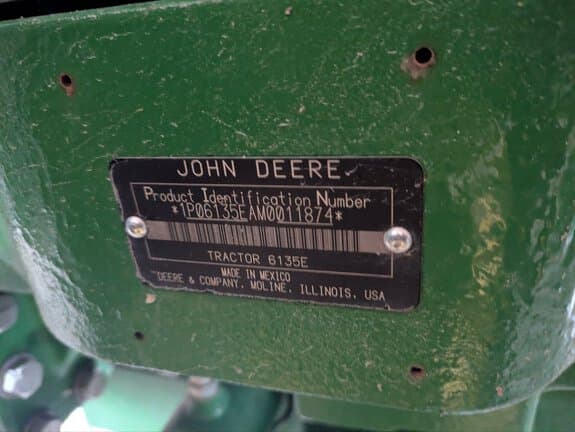 JOHN DEERE
Product Identification Number
*1P06135EAM0011874*
TRACTOR 6135E
MADE IN MEXICO
DEERE & COMPANY, MOLINE, ILLINOIS, USA